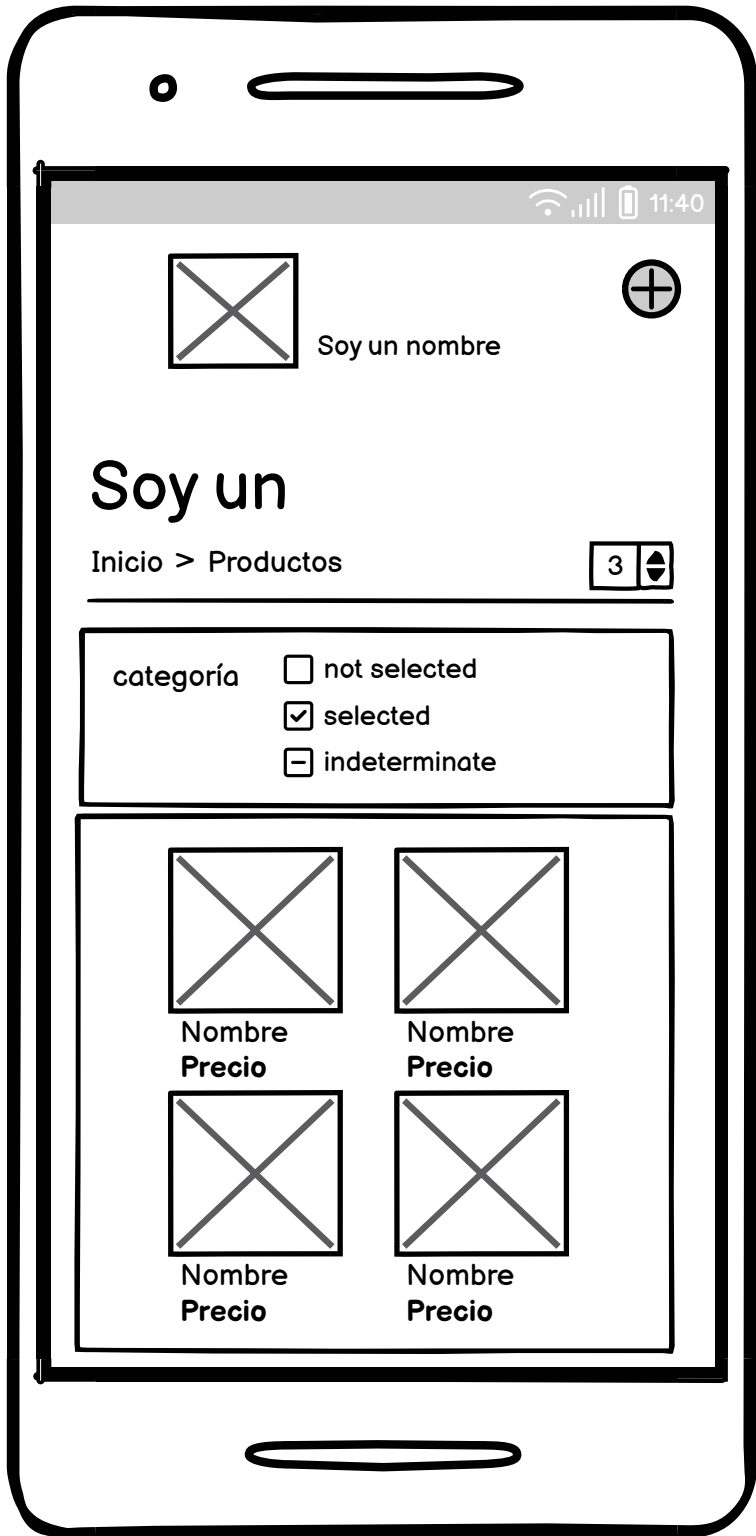 11:40
Soy un nombre
Soy un
Inicio > Productos
3
categoría
not selected
selected
indeterminate
Nombre Nombre
Precio Precio
Nombre Nombre
Precio Precio